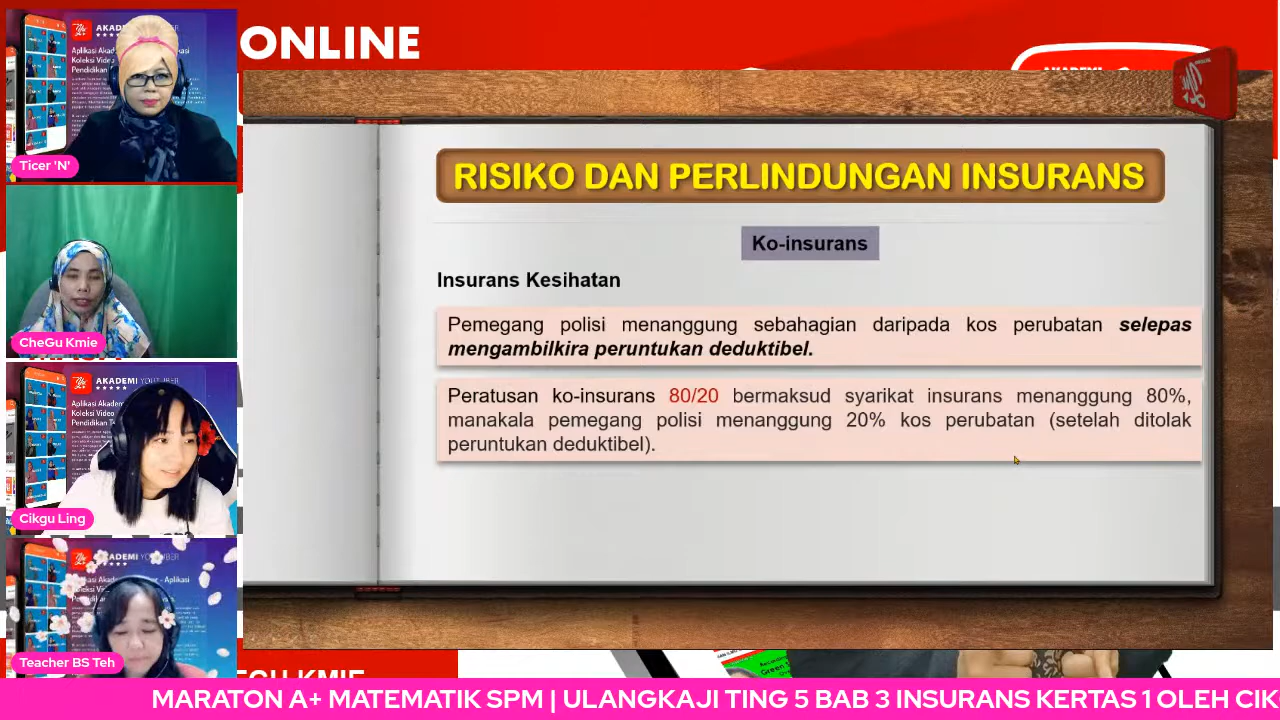 ONLINE
AKADEMI
Ticer 'N'
CheGu Kmie
AKADEMI YOUTUBER
Cikgu Ling
Teacher BS Teh
RISIKO DAN PERLINDUNGAN INSURANS
Ko-insurans
Insurans Kesihatan
Pemegang polisi menanggung sebahagian daripada kos perubatan selepas
mengambilkira peruntukan deduktibel.
Peratusan ko-insurans 80/20 bermaksud syarikat insurans menanggung 80%,
manakala pemegang polisi menanggung 20% kos perubatan (setelah ditolak
peruntukan deduktibel).
MARATON A+ MATEMATIK SPM | ULANGKAJI TING 5 BAB 3 INSURANS KERTAS 1 OLEH CIK